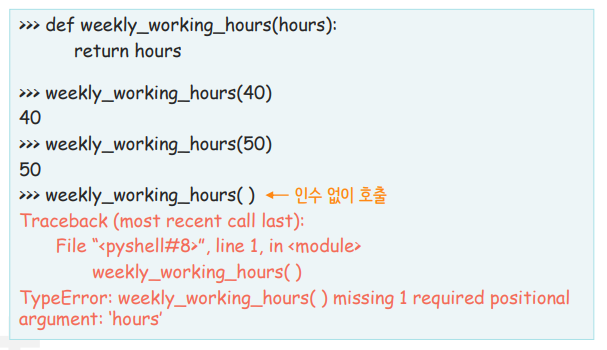 >>> def weekly_working_hours(hours):
return hours
>>> weekly_working_hours(40)
40
>>> weekly_working_hours(50)
50
>>> weekly_working_hours( ) ← 인수 없이 호출
Traceback (most recent call last):
File “<pyshell#8>”, line 1, in <module>
weekly_working_hours( )
TypeError: weekly_working_hours( ) missing 1 required positional
argument: ‘hours’